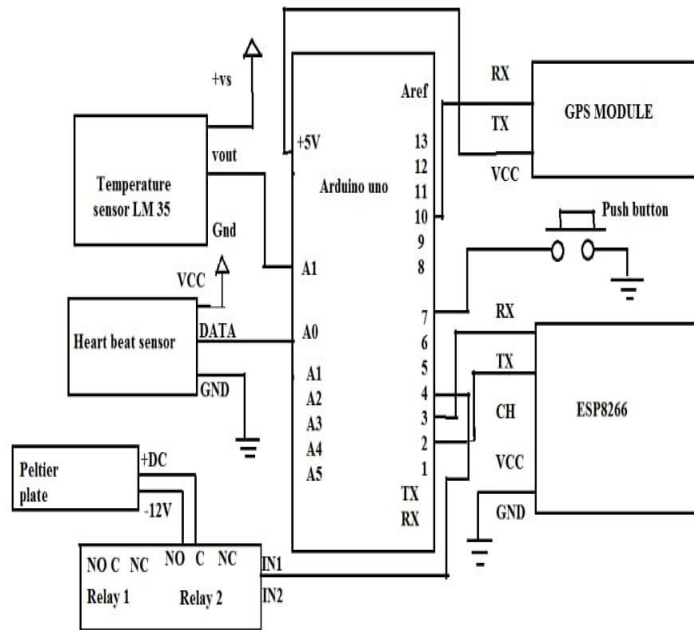 +vs
vout
Temperature
sensor LM 35
Gnd
VCC
DATA
Heart beat sensor
GND
+DC
Peltier
plate
-12V
NO C NC
NO C NC
IN1
Relay 1
Relay 2
IN2
Aref
+5V
Arduino uno
13
12
11
10
9
8
7
6
5
4
3
2
1
TX
RX
A1
A0
A1
A2
A3
A4
A5
RX
TX
GPS MODULE
VCC
Push button
RX
TX
CH
ESP8266
VCC
GND